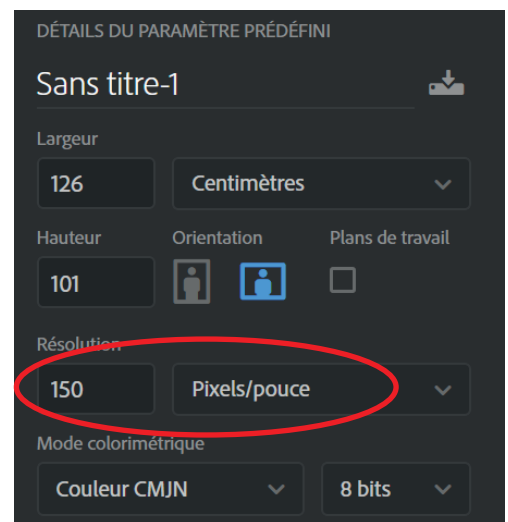 DÉTAILS DU PARAMÈTRE PRÉDÉFINI
Sans titre-1
Largeur
126 Centimètres
Hauteur Orientation Plans de travail
101
Résolution
150 Pixels/pouce
Mode colorimétrique
Couleur CMJN 8 bits